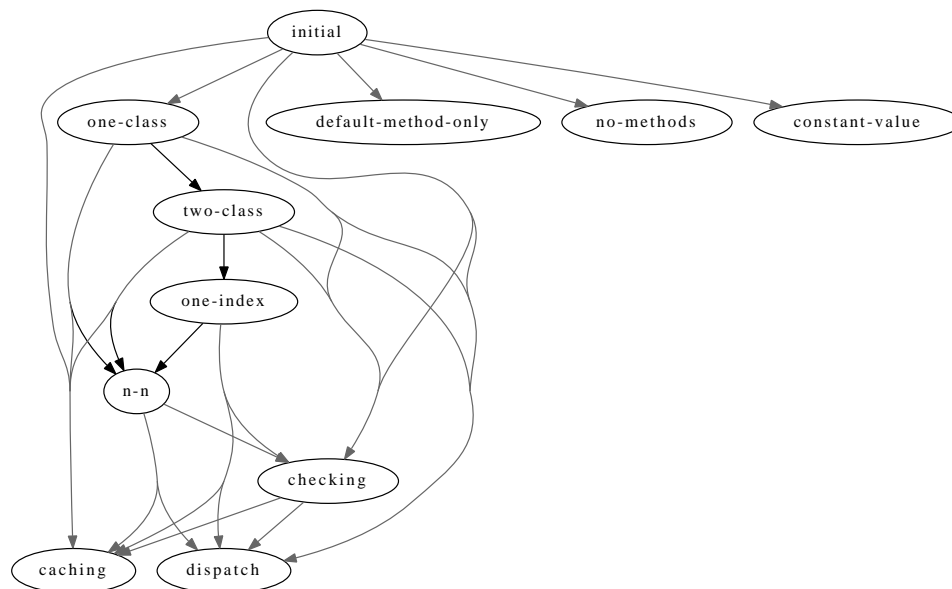 initial
one-class
default-method-only
no-methods
constant-value
two-class
one-index
n-n
checking
caching
dispatch